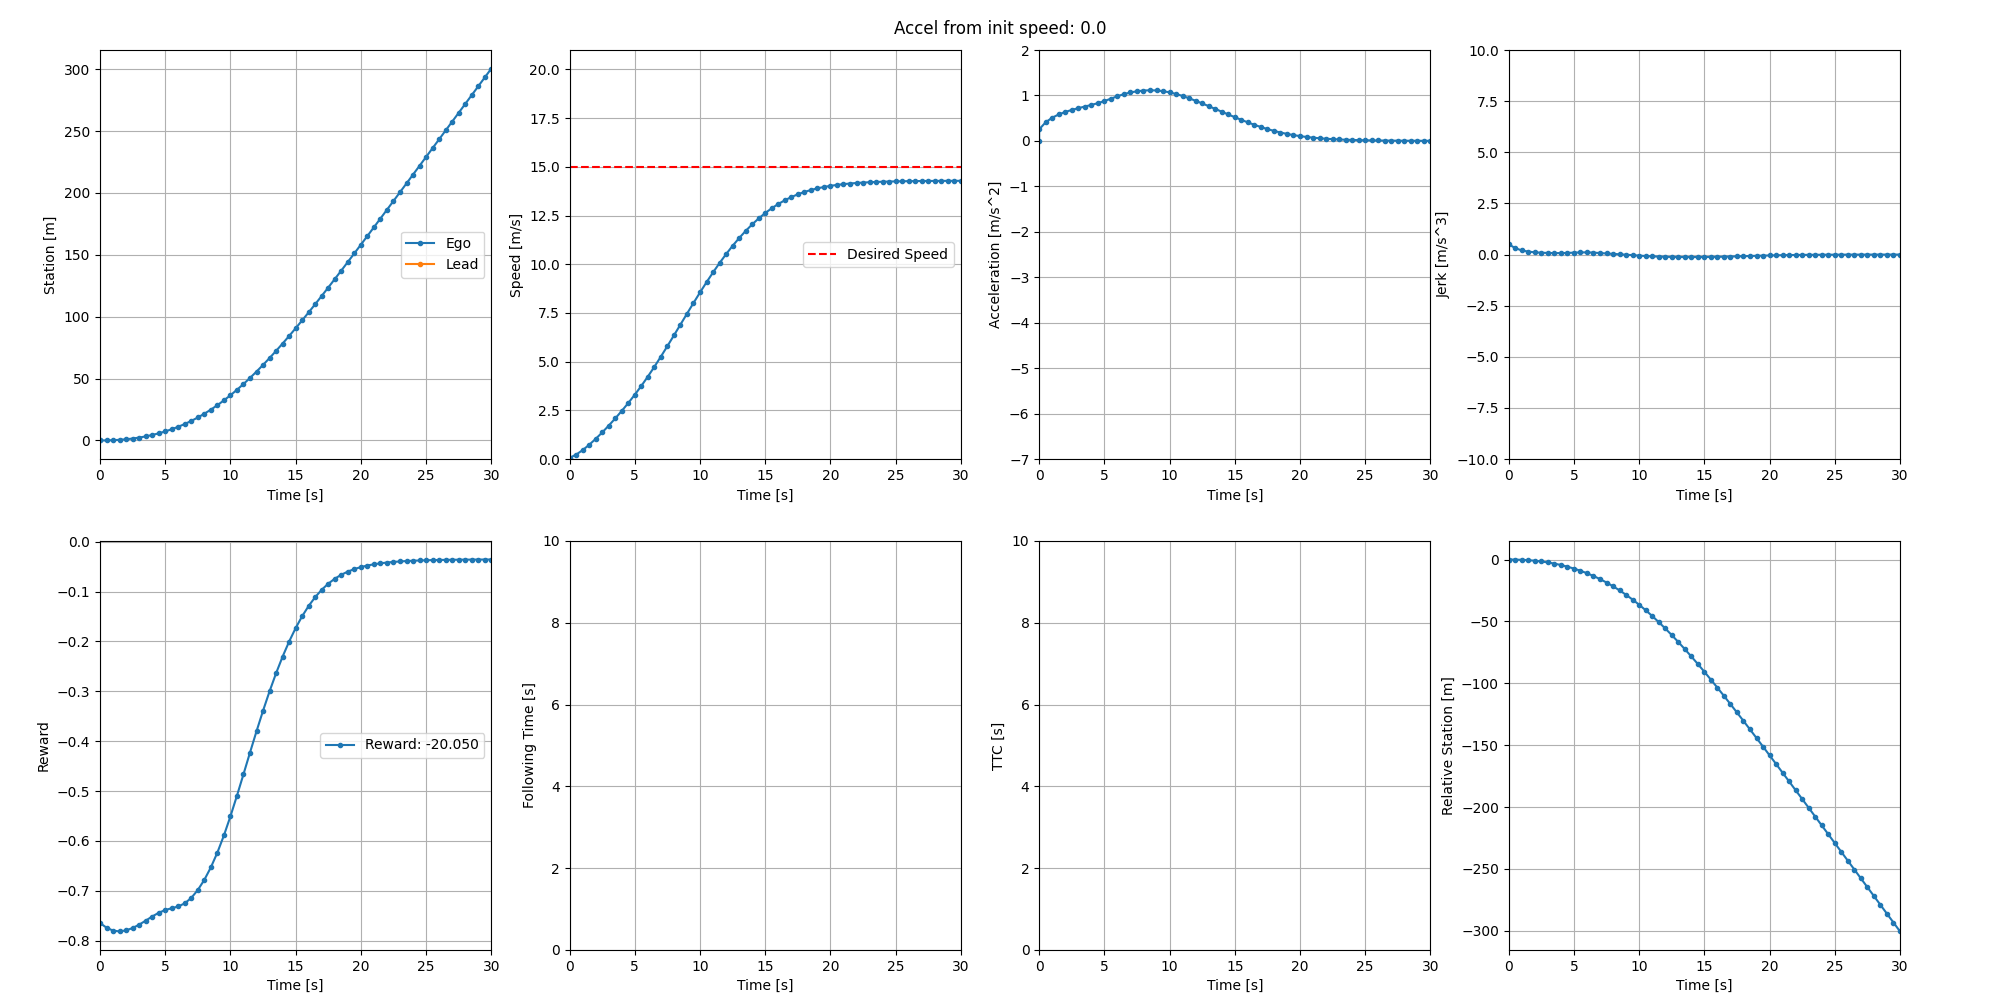 Accel from init speed: 0.0
Station [m]
300
250
200
150
100
50
0
Ego
Lead
0 5 10 15 20 25 30
Time [s]
Speed [m/s]
20.0
17.5
15.0
12.5
10.0
7.5
5.0
2.5
0.0
Desired Speed
0 5 10 15 20 25 30
Time [s]
Acceleration [m/s^2]
2
1
0
−1
−2
−3
−4
−5
−6
−7
0 5 10 15 20 25 30
Time [s]
Jerk [m/s^3]
10.0
7.5
5.0
2.5
0.0
−2.5
−5.0
−7.5
−10.0
0 5 10 15 20 25 30
Time [s]
Reward
0.0
−0.1
−0.2
−0.3
−0.4
−0.5
−0.6
−0.7
−0.8
Reward: -20.050
0 5 10 15 20 25 30
Time [s]
Following Time [s]
10
8
6
4
2
0
0 5 10 15 20 25 30
Time [s]
TTC [s]
10
8
6
4
2
0
0 5 10 15 20 25 30
Time [s]
Relative Station [m]
0
−50
−100
−150
−200
−250
−300
0 5 10 15 20 25 30
Time [s]